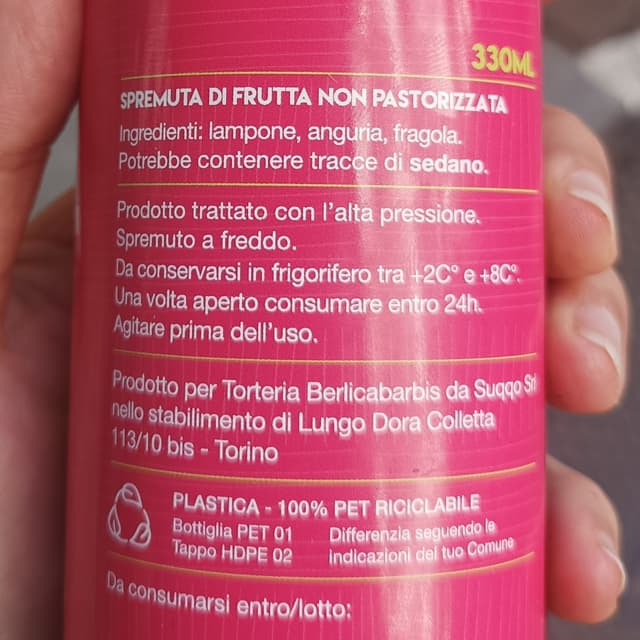 330ML
SPREMUTA DI FRUTTA NON PASTORIZZATA
Ingredienti: lampone, anguria, fragola.
Potrebbe contenere tracce di sedano.
Prodotto trattato con l'alta pressione.
Spremuto a freddo.
Da conservarsi in frigorifero tra +2C° e +8C°.
Una volta aperto consumare entro 24h.
Agitare prima dell'uso.
Prodotto per Torteria Berlicabarbis da Suqqo Srl
nello stabilimento di Lungo Dora Colletta
113/10 bis - Torino
PLASTICA - 100% PET RICICLABILE
Bottiglia PET 01
Tappo HDPE 02
Differenzia seguendo le
indicazioni del tuo Comune
Da consumarsi entro/lotto: